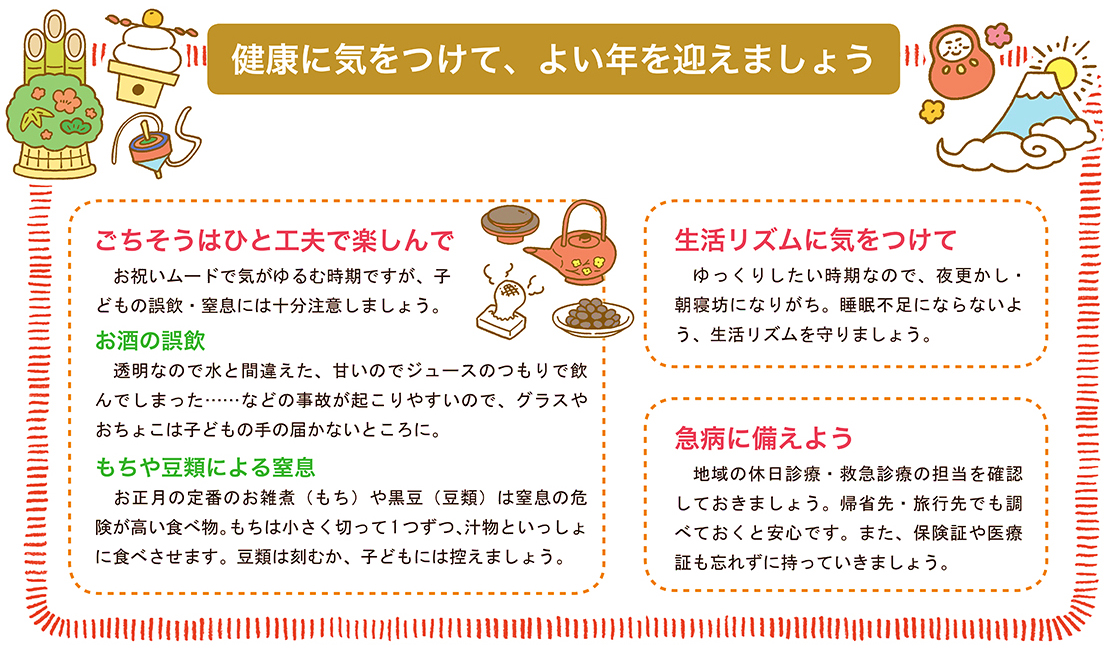 健康に気をつけて、よい年を迎えましょう
ごちそうはひと工夫で楽しんで
お祝いムードで気がゆるむ時期ですが、子
どもの誤飲・窒息には十分注意しましょう。
お酒の誤飲
透明なので水と間違えた、甘いのでジュースのつもりで飲
んでしまった……などの事故が起こりやすいので、グラスや
おちょこは子どもの手の届かないところに。
もちや豆類による窒息
お正月の定番のお雑煮（もち）や黒豆（豆類）は窒息の危
険が高い食べ物。もちは小さく切って1つずつ、汁物といっしょ
に食べさせます。豆類は刻むか、子どもには控えましょう。
生活リズムに気をつけて
ゆっくりしたい時期なので、夜更かし・
朝寝坊になりがち。睡眠不足にならないよ
う、生活リズムを守りましょう。
急病に備えよう
地域の休日診療・救急診療の担当を確認
しておきましょう。帰省先・旅行先でも調
べておくと安心です。また、保険証や医療
証も忘れずに持っていきましょう。